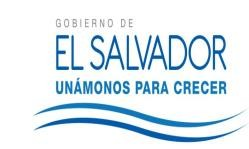 GOBIERNO DE
EL SALVADOR
UNÁMONOS PARA CRECER